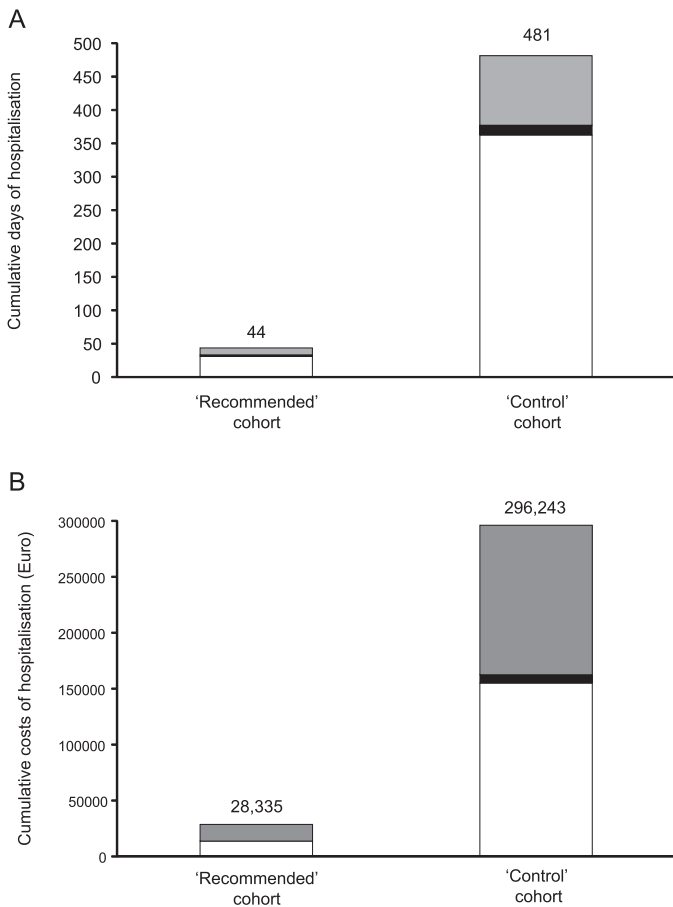 A
Cumulative days of hospitalisation
500
450
400
350
300
250
200
150
100
50
0
44
481
‘Recommended’
cohort
‘Control’
cohort
B
Cumulative costs of hospitalisation (Euro)
300000
250000
200000
150000
100000
50000
0
28,335
296,243
‘Recommended’
cohort
‘Control’
cohort